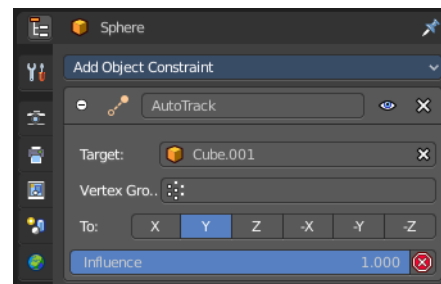 Sphere
Add Object Constraint
AutoTrack
Target: Cube.001
Vertex Gro..
To: X Y Z -X -Y -Z
Influence 1.000